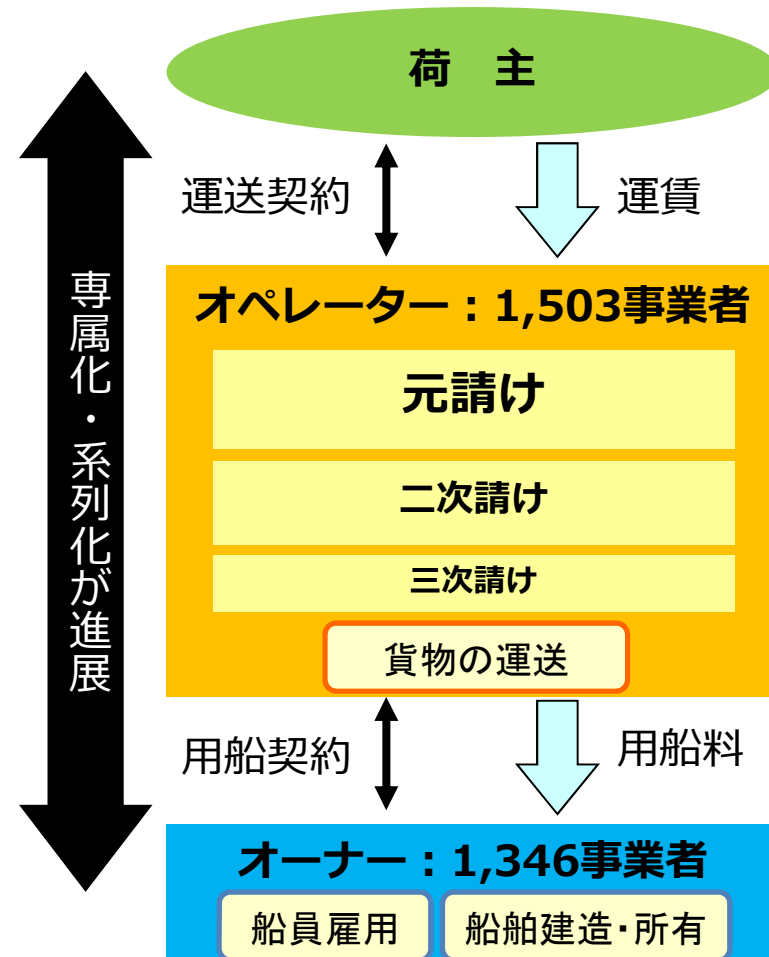 荷　主
運送契約
運賃
専属化・系列化が進展
オペレーター：1,503事業者
元請け
二次請け
三次請け
貨物の運送
用船契約
用船料
オーナー：1,346事業者
船員雇用
船舶建造・所有